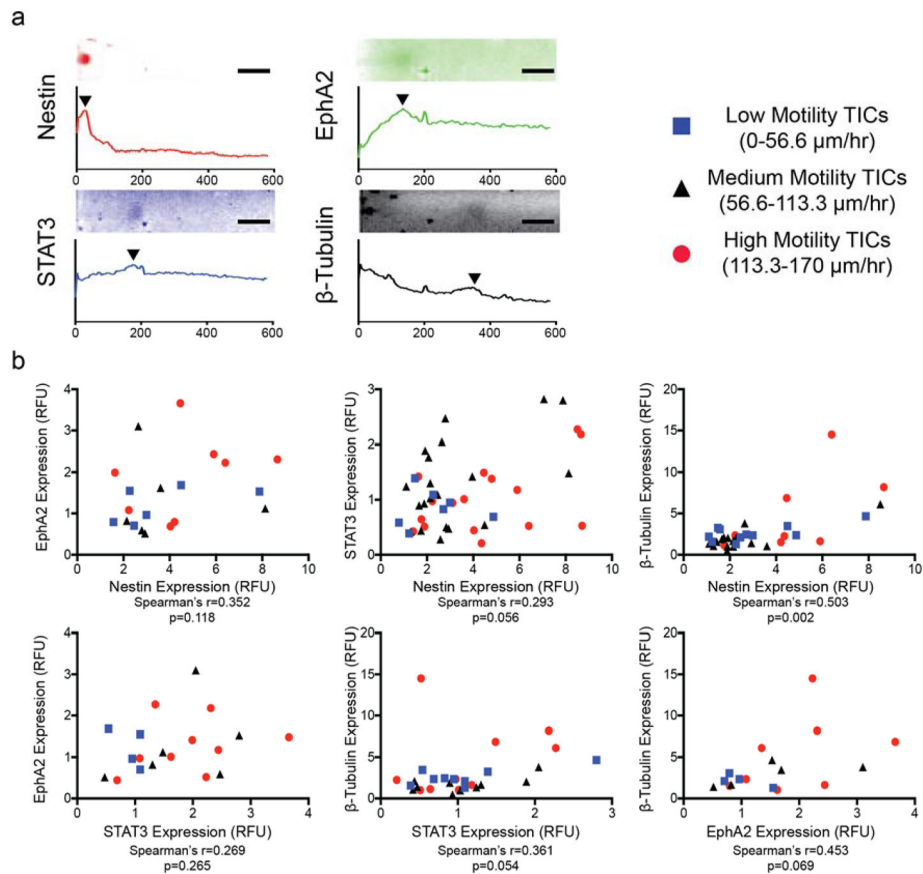 a
Nestin
0 200 400 600
EphA2
0 200 400 600
STAT3
0 200 400 600
β-Tubulin
0 200 400 600
Low Motility TICs
(0-56.6 µm/hr)
Medium Motility TICs
(56.6-113.3 µm/hr)
High Motility TICs
(113.3-170 µm/hr)
b
EphA2 Expression (RFU)
4
3
2
1
0
0 2 4 6 8 10
Nestin Expression (RFU)
Spearman's r=0.352
p=0.118
STAT3 Expression (RFU)
3
2
1
0
0 2 4 6 8 10
Nestin Expression (RFU)
Spearman's r=0.293
p=0.056
β-Tubulin Expression (RFU)
20
15
10
5
0
0 2 4 6 8 10
Nestin Expression (RFU)
Spearman's r=0.503
p=0.002
EphA2 Expression (RFU)
4
3
2
1
0
0 1 2 3 4
STAT3 Expression (RFU)
Spearman's r=0.269
p=0.265
β-Tubulin Expression (RFU)
20
15
10
5
0
0 1 2 3
STAT3 Expression (RFU)
Spearman's r=0.361
p=0.054
β-Tubulin Expression (RFU)
20
15
10
5
0
0 1 2 3 4
EphA2 Expression (RFU)
Spearman's r=0.453
p=0.069